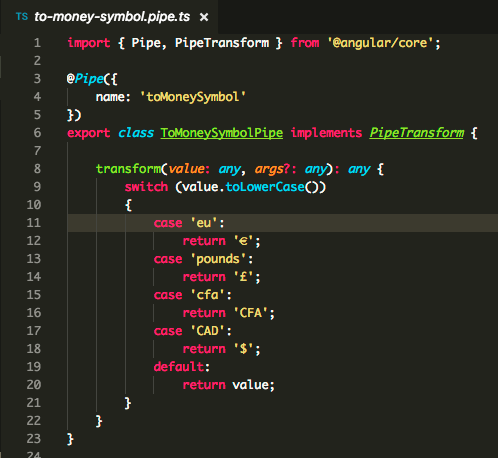 TS to-money-symbol.pipe.ts ×
1 import { Pipe, PipeTransform } from '@angular/core';
2
3 @Pipe({
4     name: 'toMoneySymbol'
5 })
6 export class ToMoneySymbolPipe implements PipeTransform {
7
8     transform(value: any, args?: any): any {
9         switch (value.toLowerCase())
10         {
11             case 'eu':
12                 return '€';
13             case 'pounds':
14                 return '£';
15             case 'cfa':
16                 return 'CFA';
17             case 'CAD':
18                 return '$';
19             default:
20                 return value;
21         }
22     }
23 }
24